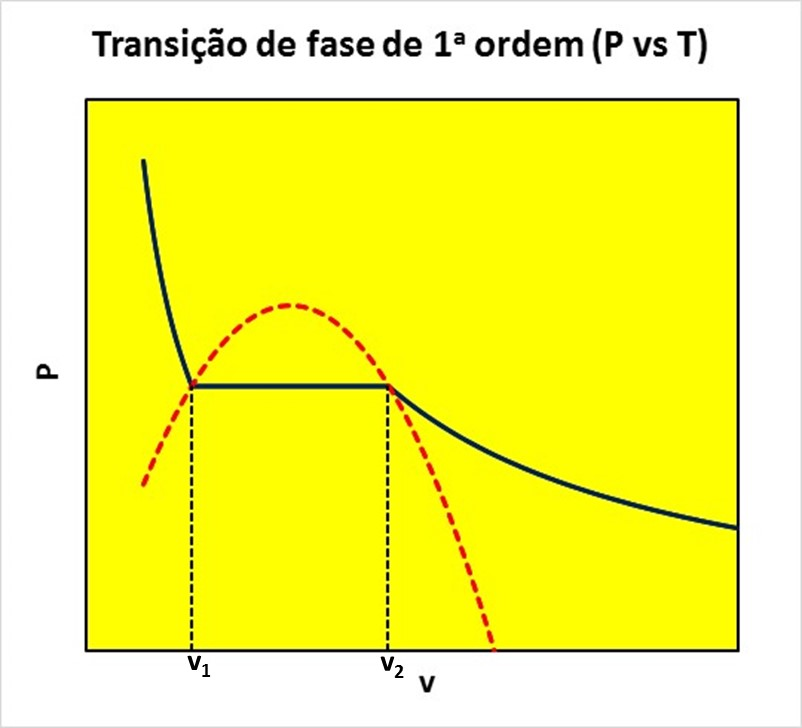 Transição de fase de 1ª ordem (P vs T)
P
v₁
v₂
v